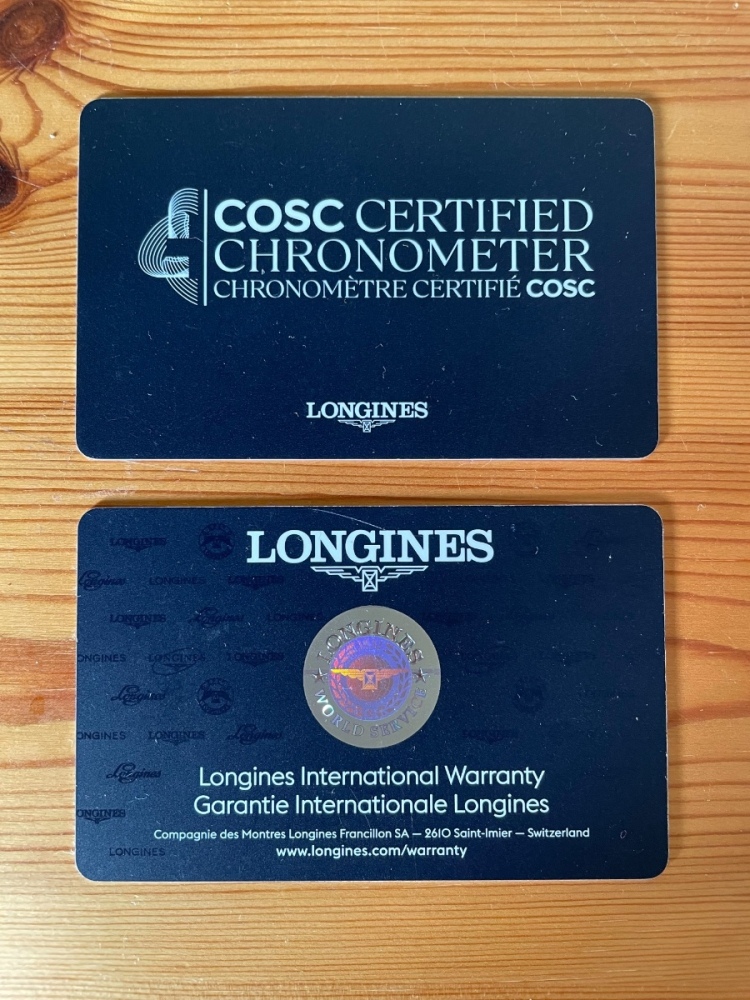 COSC CERTIFIED
CHRONOMETER
CHRONOMÈTRE CERTIFIÉ COSC
LONGINES
LONGINES
LONGINES
WORLD SERVICE
Longines International Warranty
Garantie Internationale Longines
Compagnie des Montres Longines Francillon SA — 2610 Saint-Imier — Switzerland
www.longines.com/warranty